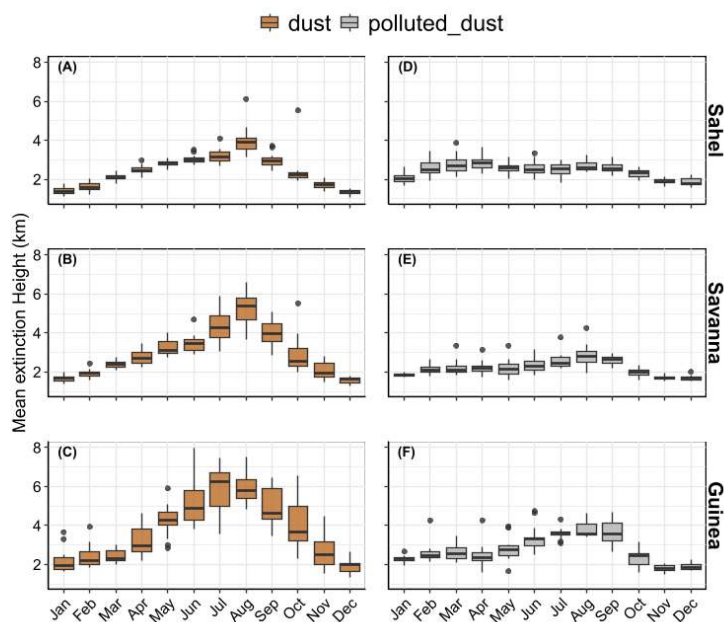 dust polluted_dust
Mean extinction Height (km)
(A)
8
6
4
2
(D)
Sahel
(B)
8
6
4
2
(E)
Savanna
(C)
8
6
4
2
(F)
Guinea
Jan Feb Mar Apr May Jun Jul Aug Sep Oct Nov Dec
Jan Feb Mar Apr May Jun Jul Aug Sep Oct Nov Dec